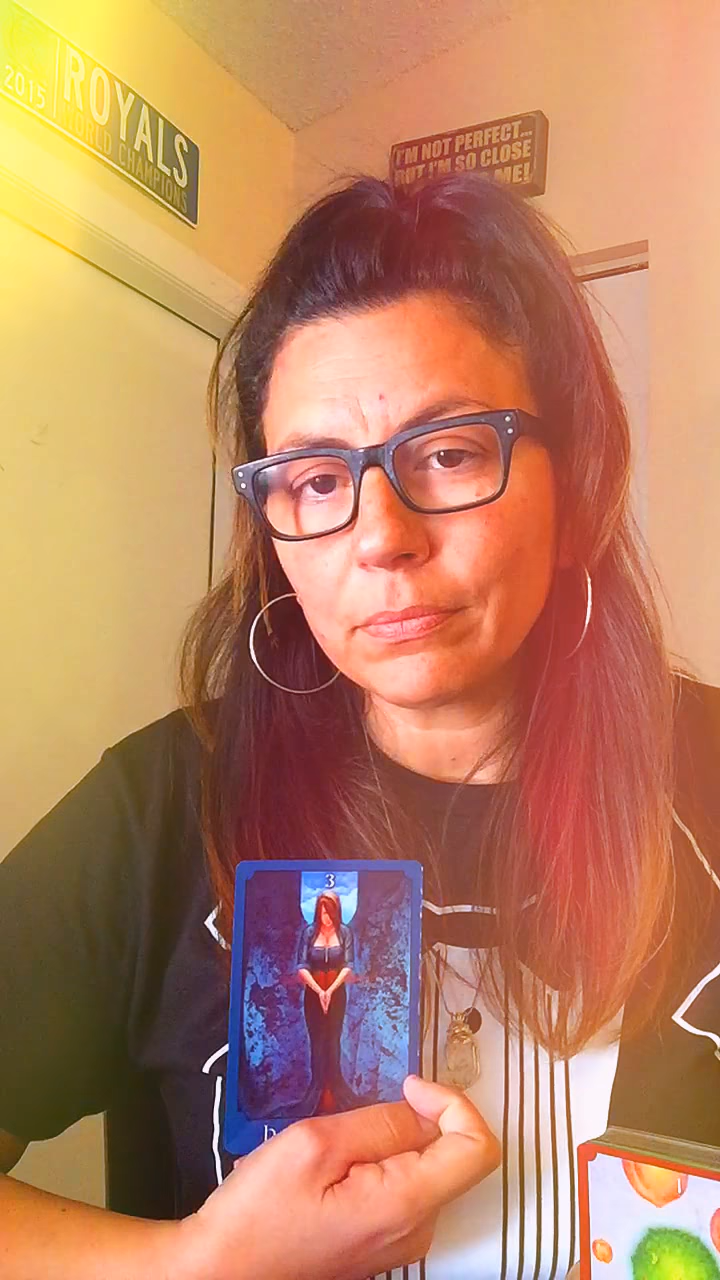 2015 ROYALS
WORLD CHAMPIONS
I'M NOT PERFECT...
BUT I'M SO CLOSE
ME!
3